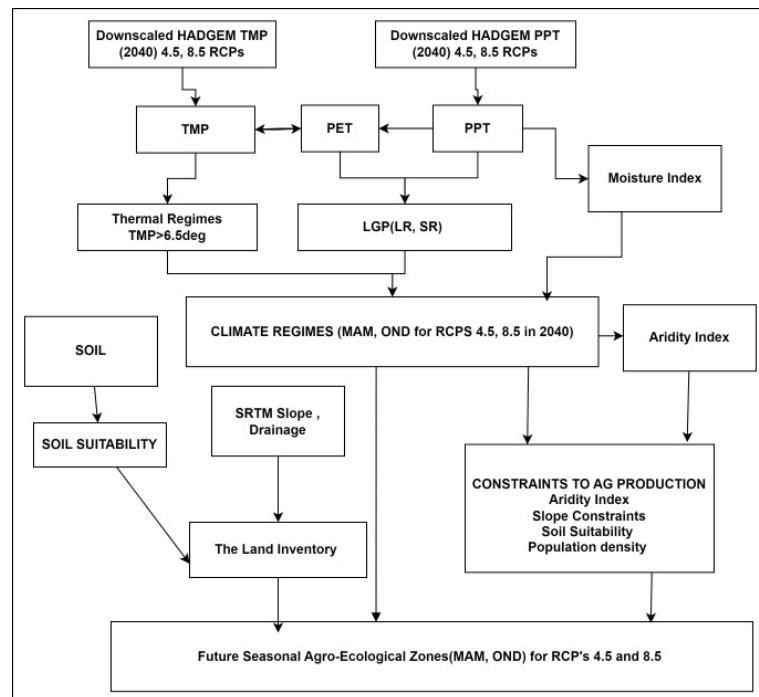 Downscaled HADGEM TMP
(2040) 4.5, 8.5 RCPs
Downscaled HADGEM PPT
(2040) 4.5, 8.5 RCPs
TMP
PET
PPT
Moisture Index
Thermal Regimes
TMP>6.5deg
LGP(LR, SR)
CLIMATE REGIMES (MAM, OND for RCPS 4.5, 8.5 in 2040)
Aridity Index
SOIL
SRTM Slope ,
Drainage
SOIL SUITABILITY
CONSTRAINTS TO AG PRODUCTION
Aridity Index
Slope Constraints
Soil Suitability
Population density
The Land Inventory
Future Seasonal Agro-Ecological Zones(MAM, OND) for RCP's 4.5 and 8.5